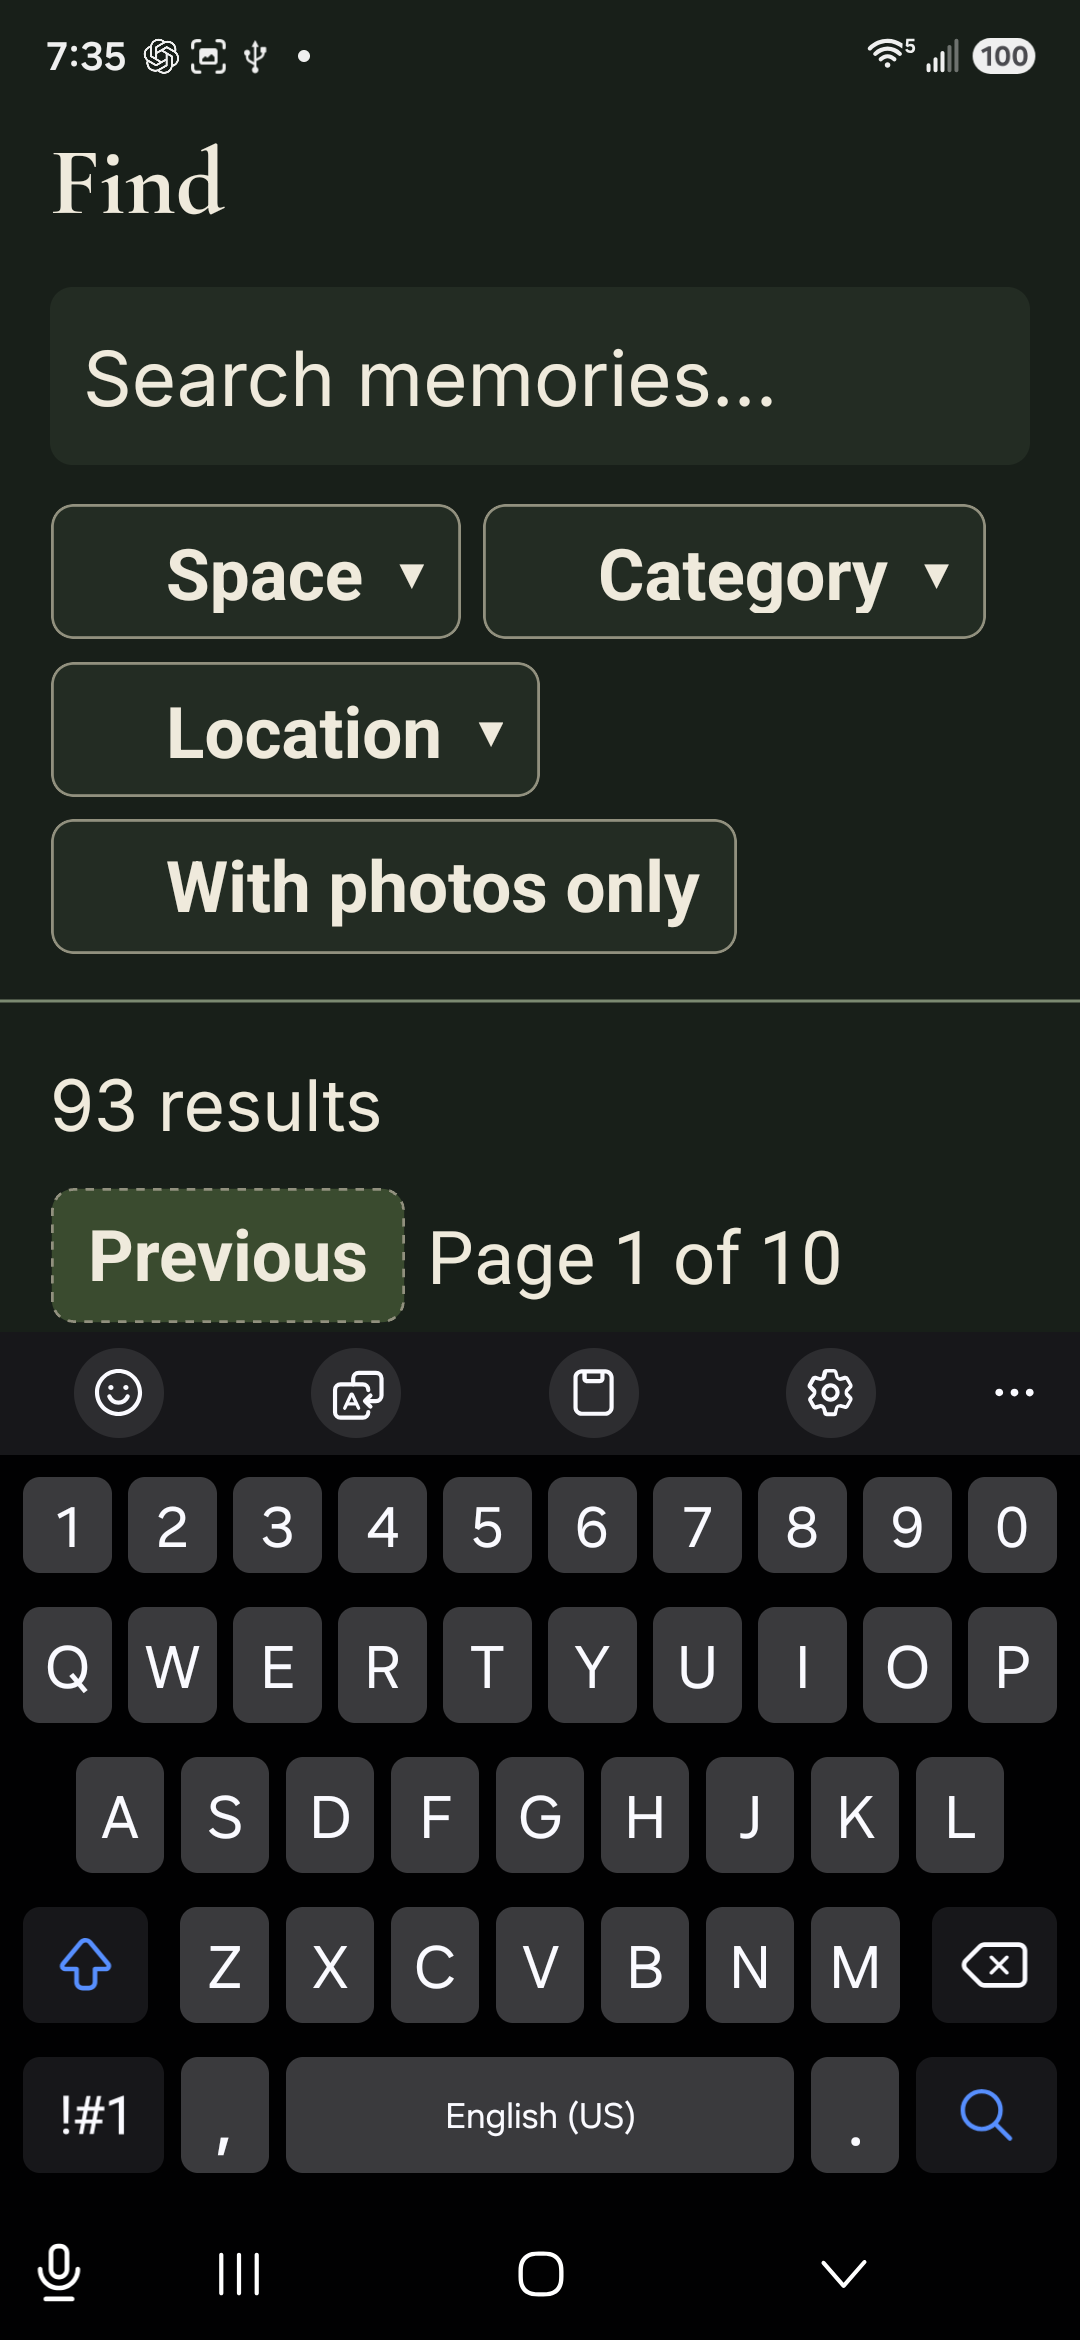 7:35 5 100
Find
Search memories...
Space ▼ Category ▼
Location ▼
With photos only
93 results
Previous Page 1 of 10
1 2 3 4 5 6 7 8 9 0
Q W E R T Y U I O P
A S D F G H J K L
Z X C V B N M
!#1 , English (US) .